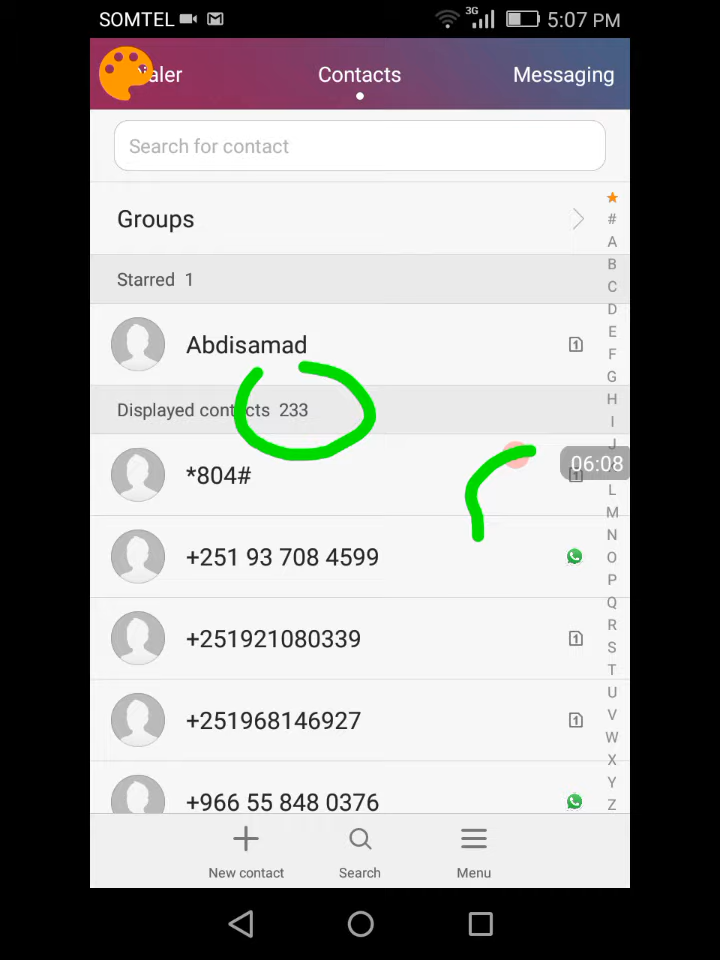 SOMTEL 3G 5:07 PM
aler Contacts Messaging
Search for contact
Groups
Starred 1
Abdisamad
Displayed contacts 233
*804#
06:08
+251 93 708 4599
+251921080339
+251968146927
+966 55 848 0376
#
A
B
C
D
E
F
G
H
I
J
L
M
N
O
P
Q
R
S
T
U
V
W
X
Y
Z
New contact Search Menu